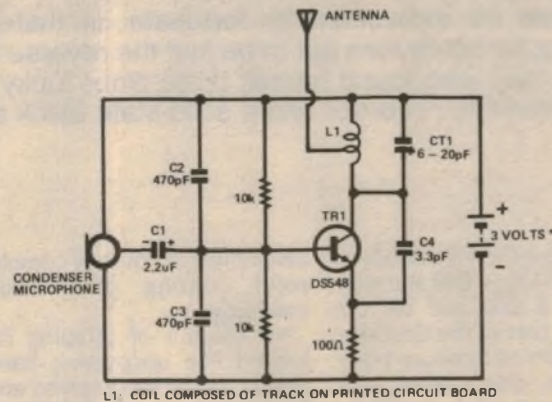 ANTENNA
L1
CT1
6 – 20pF
C2
470pF
10k
TR1
+
3 VOLTS
-
C1
- +
2.2uF
C4
3.3pF
CONDENSER
MICROPHONE
DS548
C3
470pF
10k
100Ω
L1: COIL COMPOSED OF TRACK ON PRINTED CIRCUIT BOARD